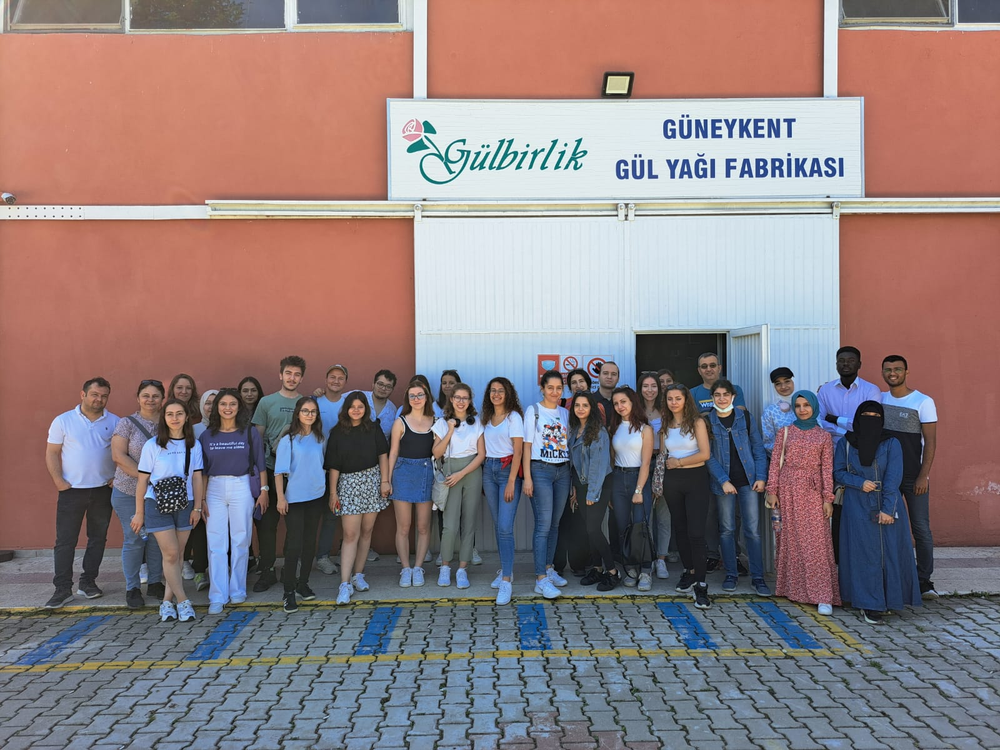 Gülbirlik
GÜNEYKENT
GÜL YAĞI FABRİKASI
it's a beautiful day
to leave me alone
MICKEY
EA7